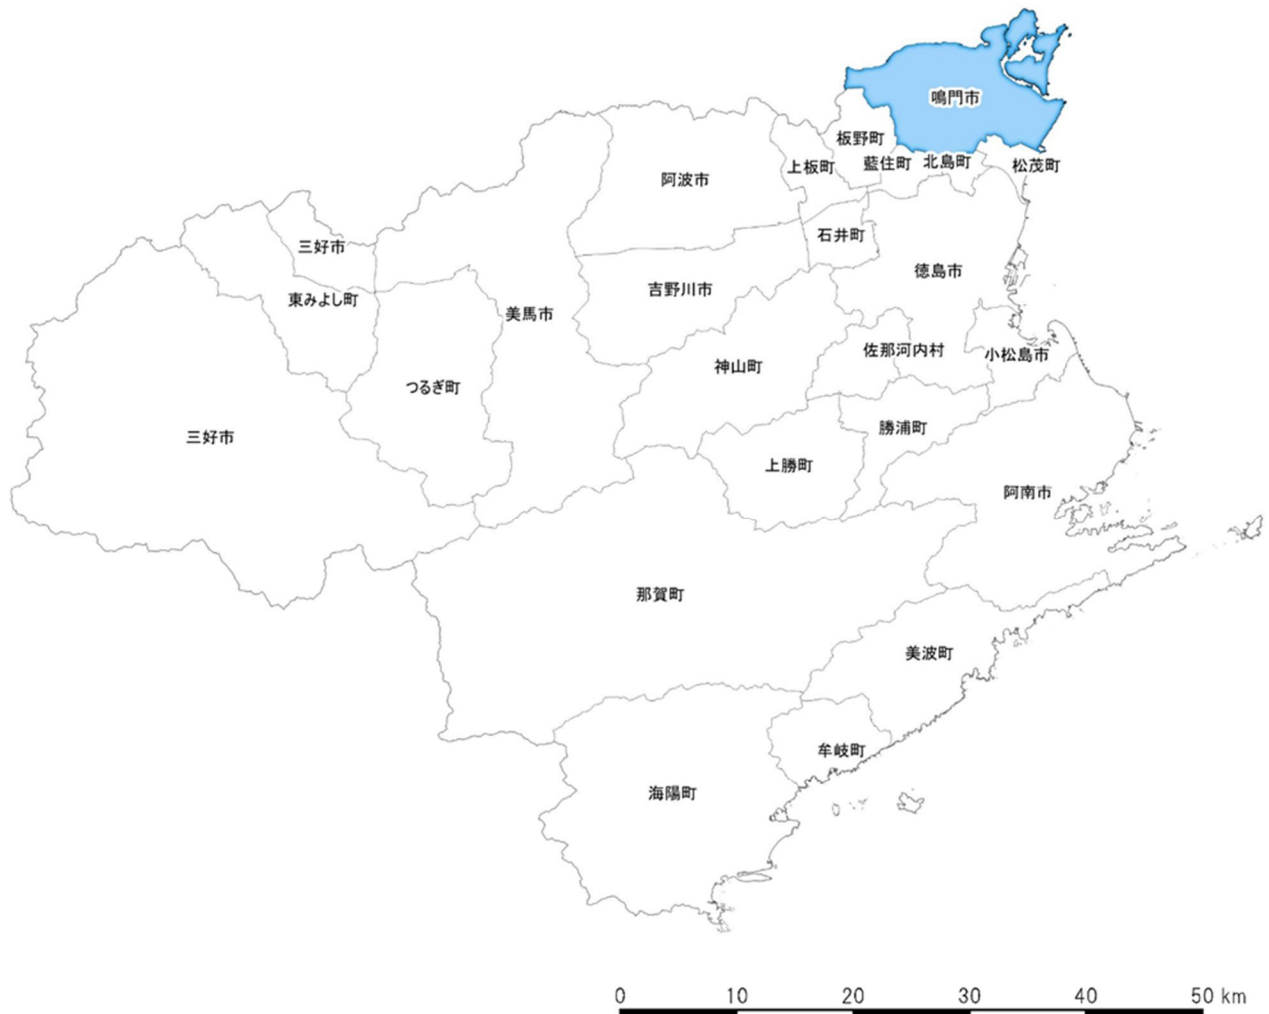 鳴門市
板野町
上板町
藍住町
北島町
松茂町
阿波市
石井町
三好市
徳島市
吉野川市
東みよし町
美馬市
佐那河内村
小松島市
神山町
つるぎ町
勝浦町
三好市
上勝町
阿南市
那賀町
美波町
牟岐町
海陽町
0 10 20 30 40 50 km